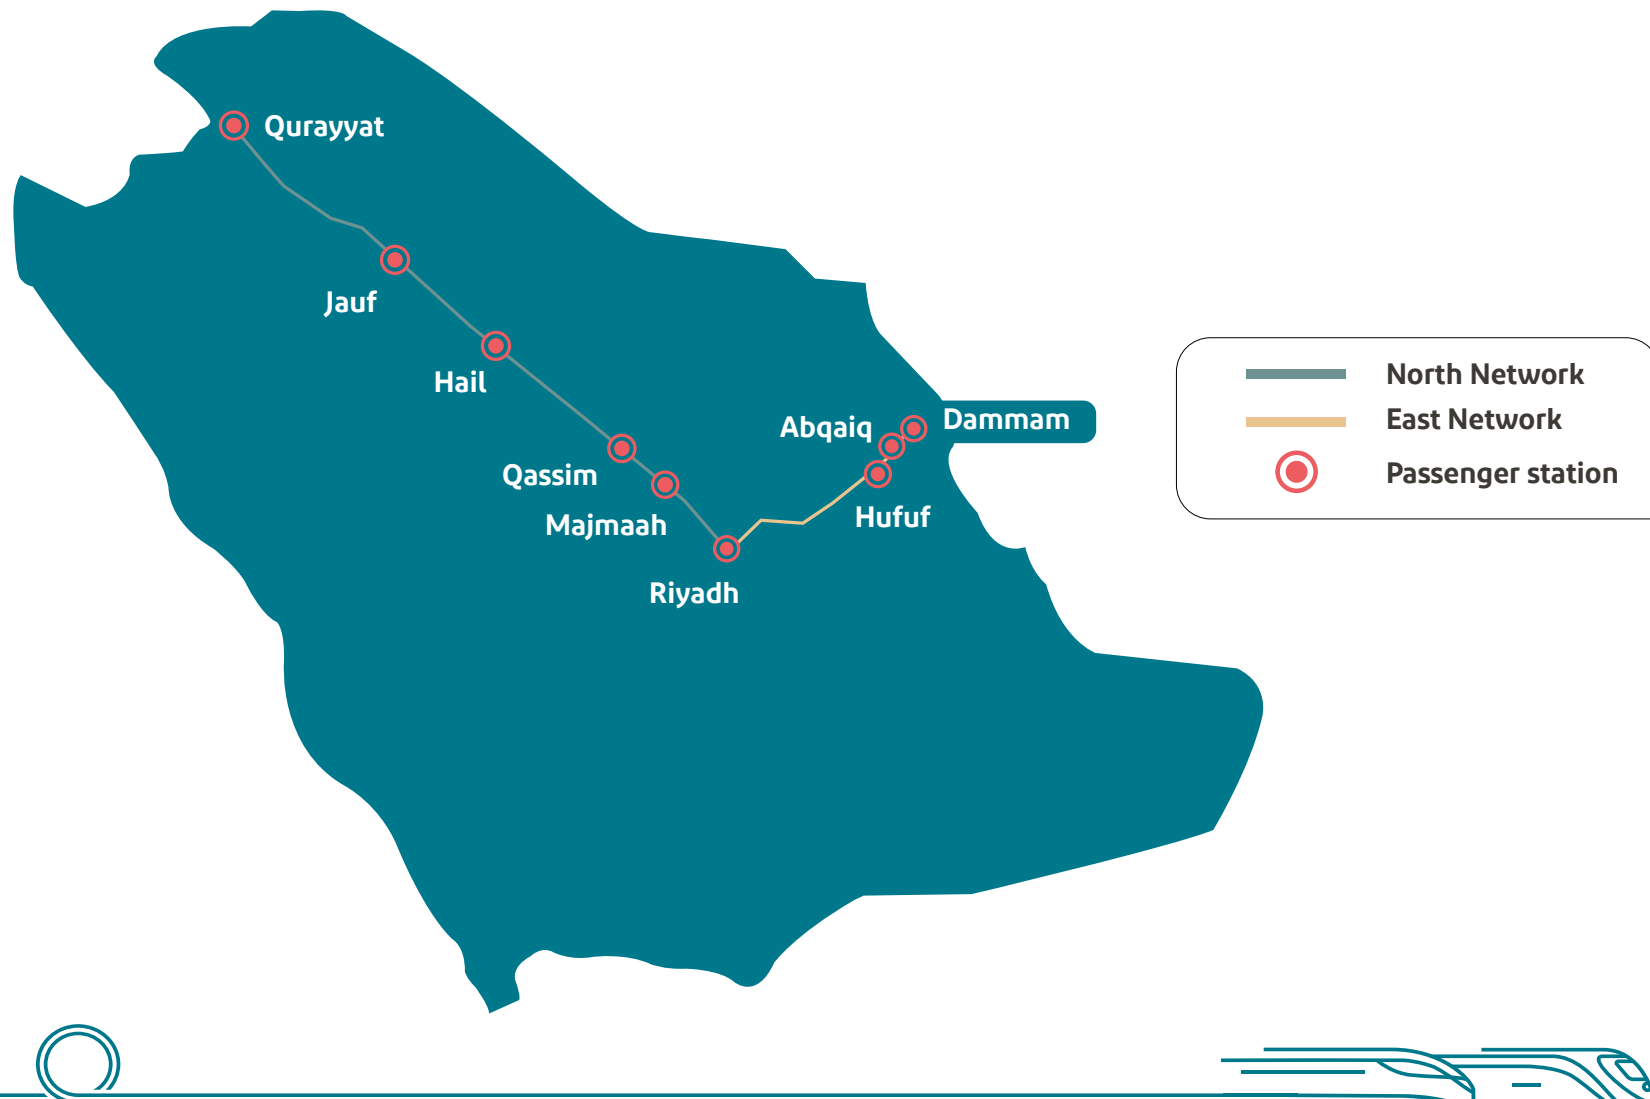 Qurayyat
Jauf
Hail
Qassim
Majmaah
Riyadh
Abqaiq
Dammam
Hufuf
North Network
East Network
Passenger station